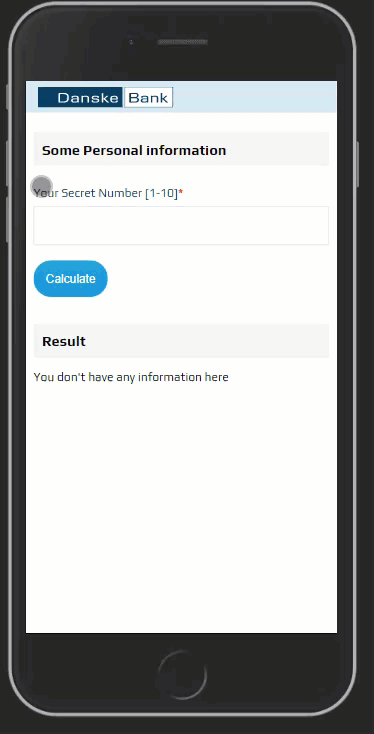 Danske Bank
Some Personal information
Your Secret Number [1-10]*
Calculate
Result
You don't have any information here